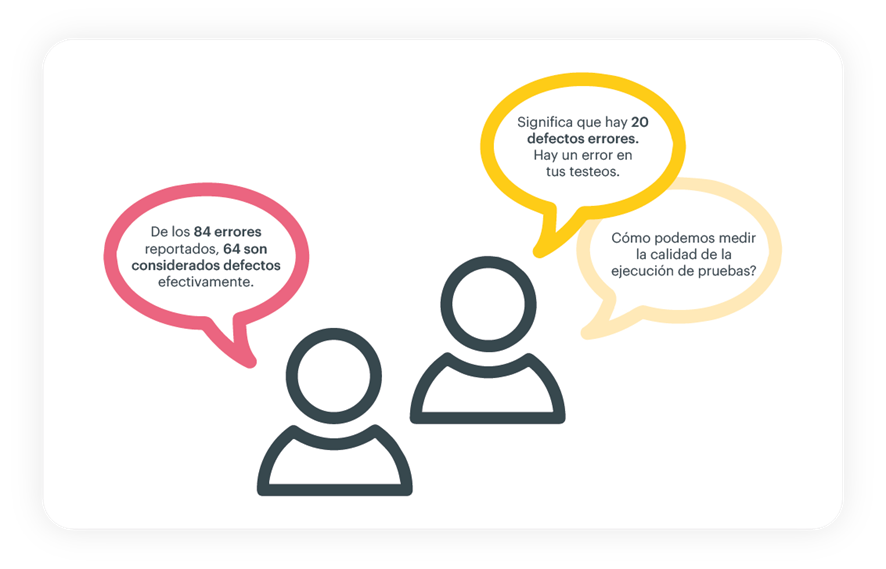 De los 84 errores
reportados, 64 son
considerados defectos
efectivamente.
Significa que hay 20
defectos errores.
Hay un error en
tus testeos.
Cómo podemos medir
la calidad de la
ejecución de pruebas?